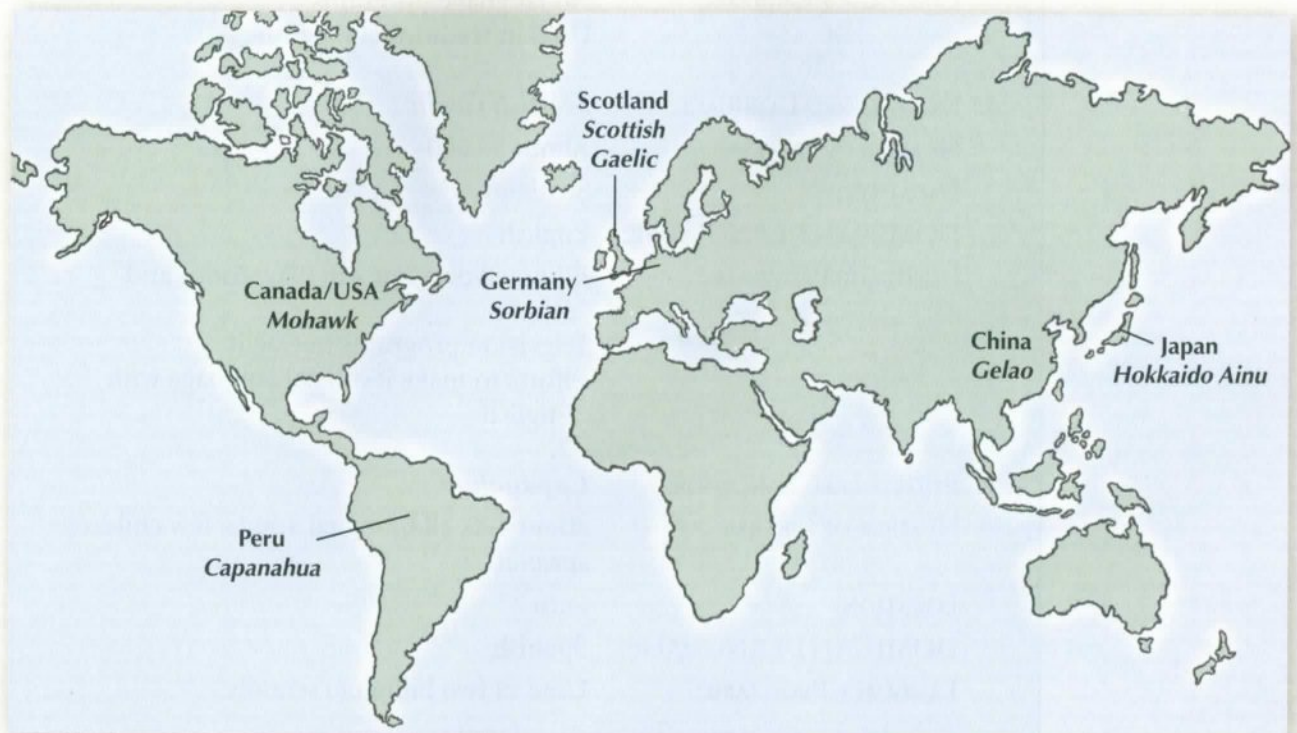 Scotland
Scottish
Gaelic
Canada/USA
Mohawk
Germany
Sorbian
China
Gelao
Japan
Hokkaido Ainu
Peru
Capanahua